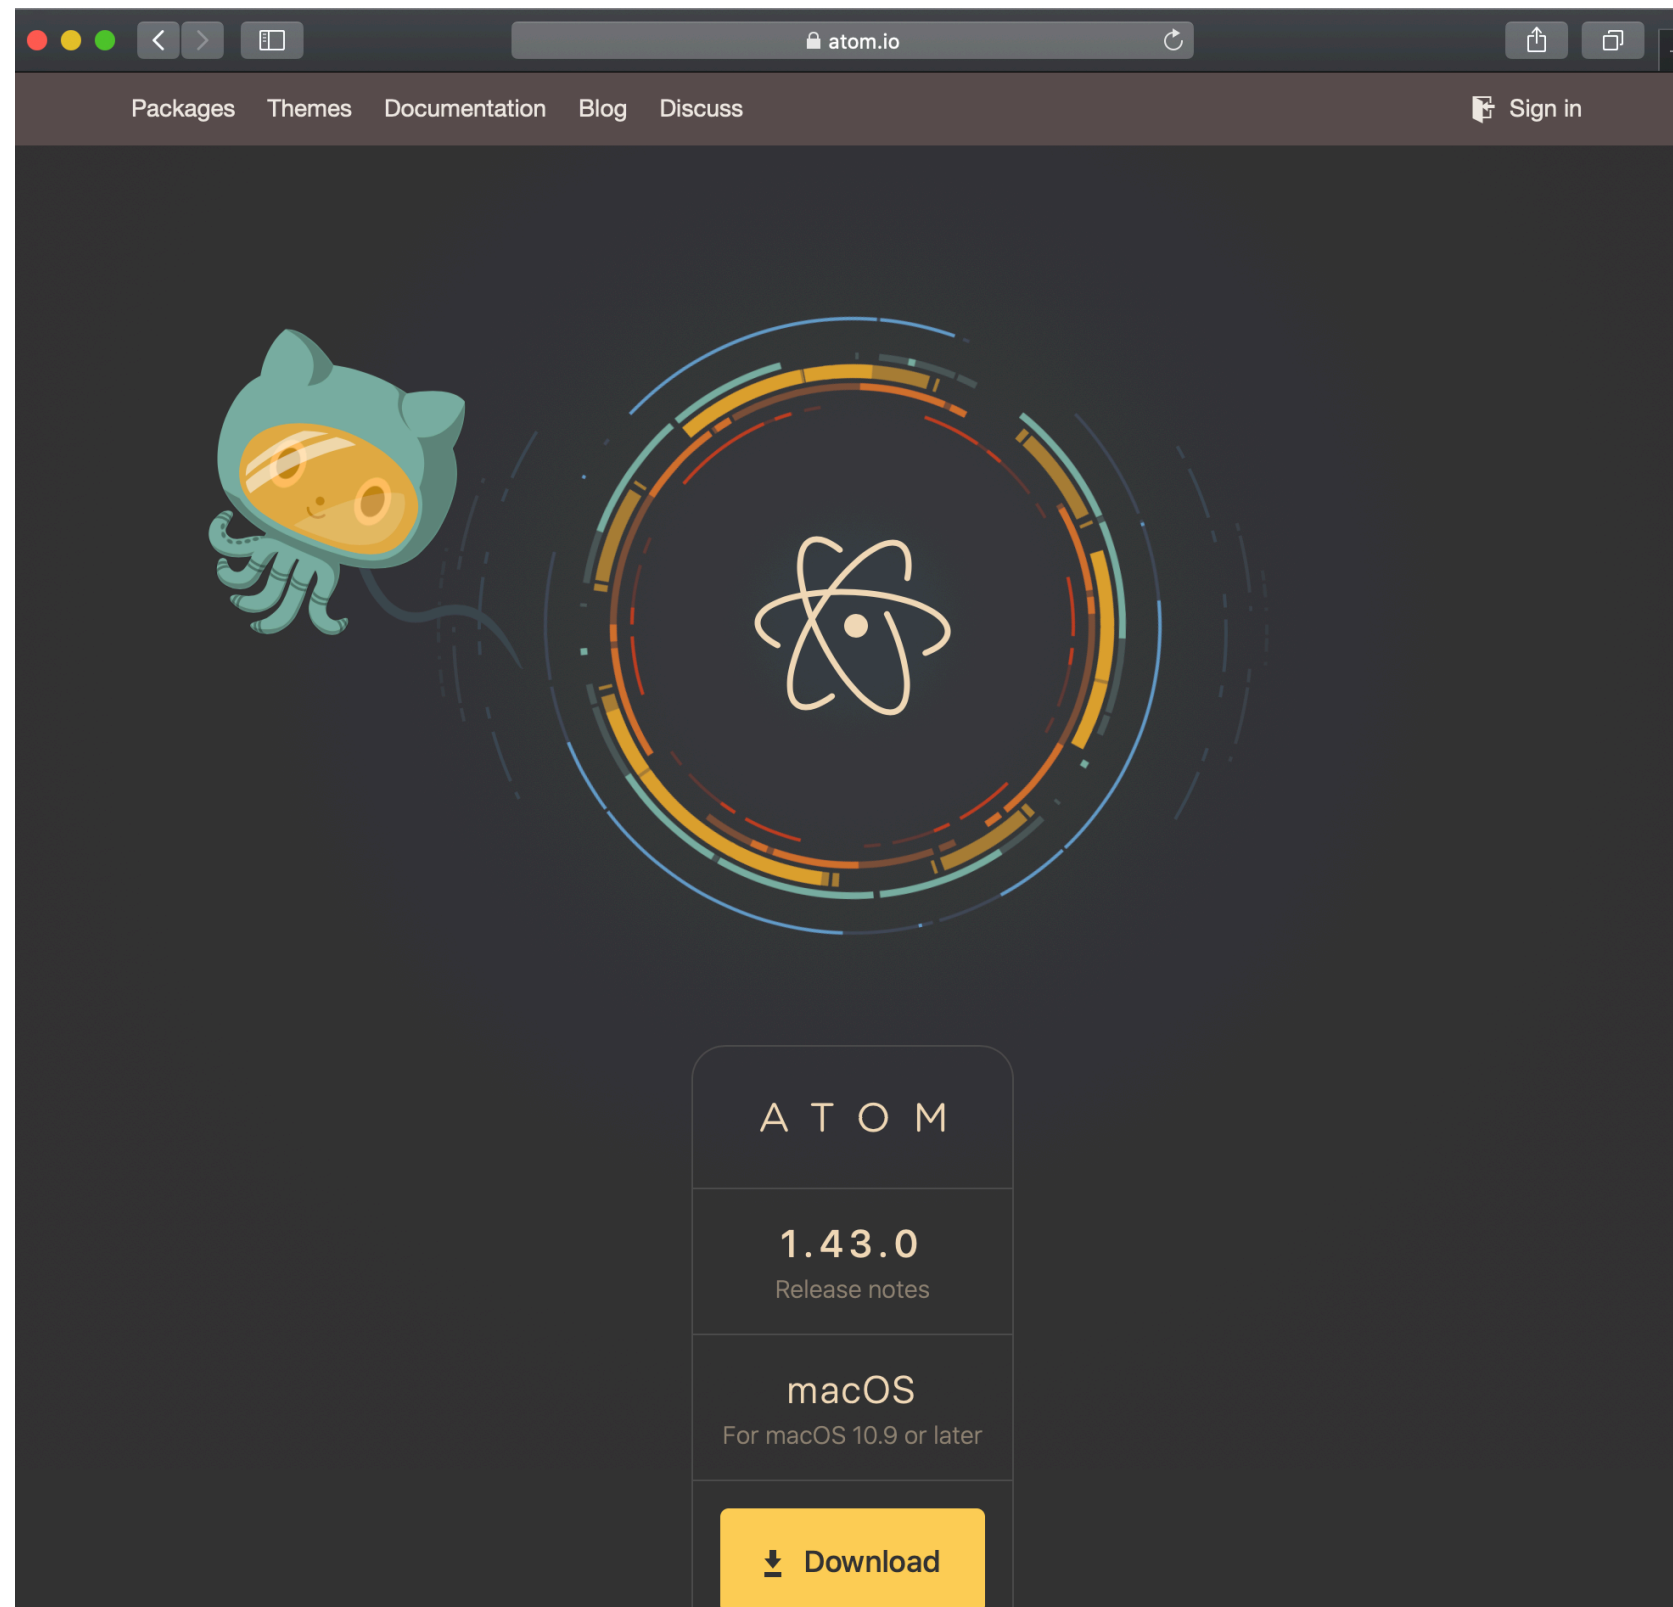 atom.io
Packages Themes Documentation Blog Discuss Sign in
ATOM
1.43.0
Release notes
macOS
For macOS 10.9 or later
Download